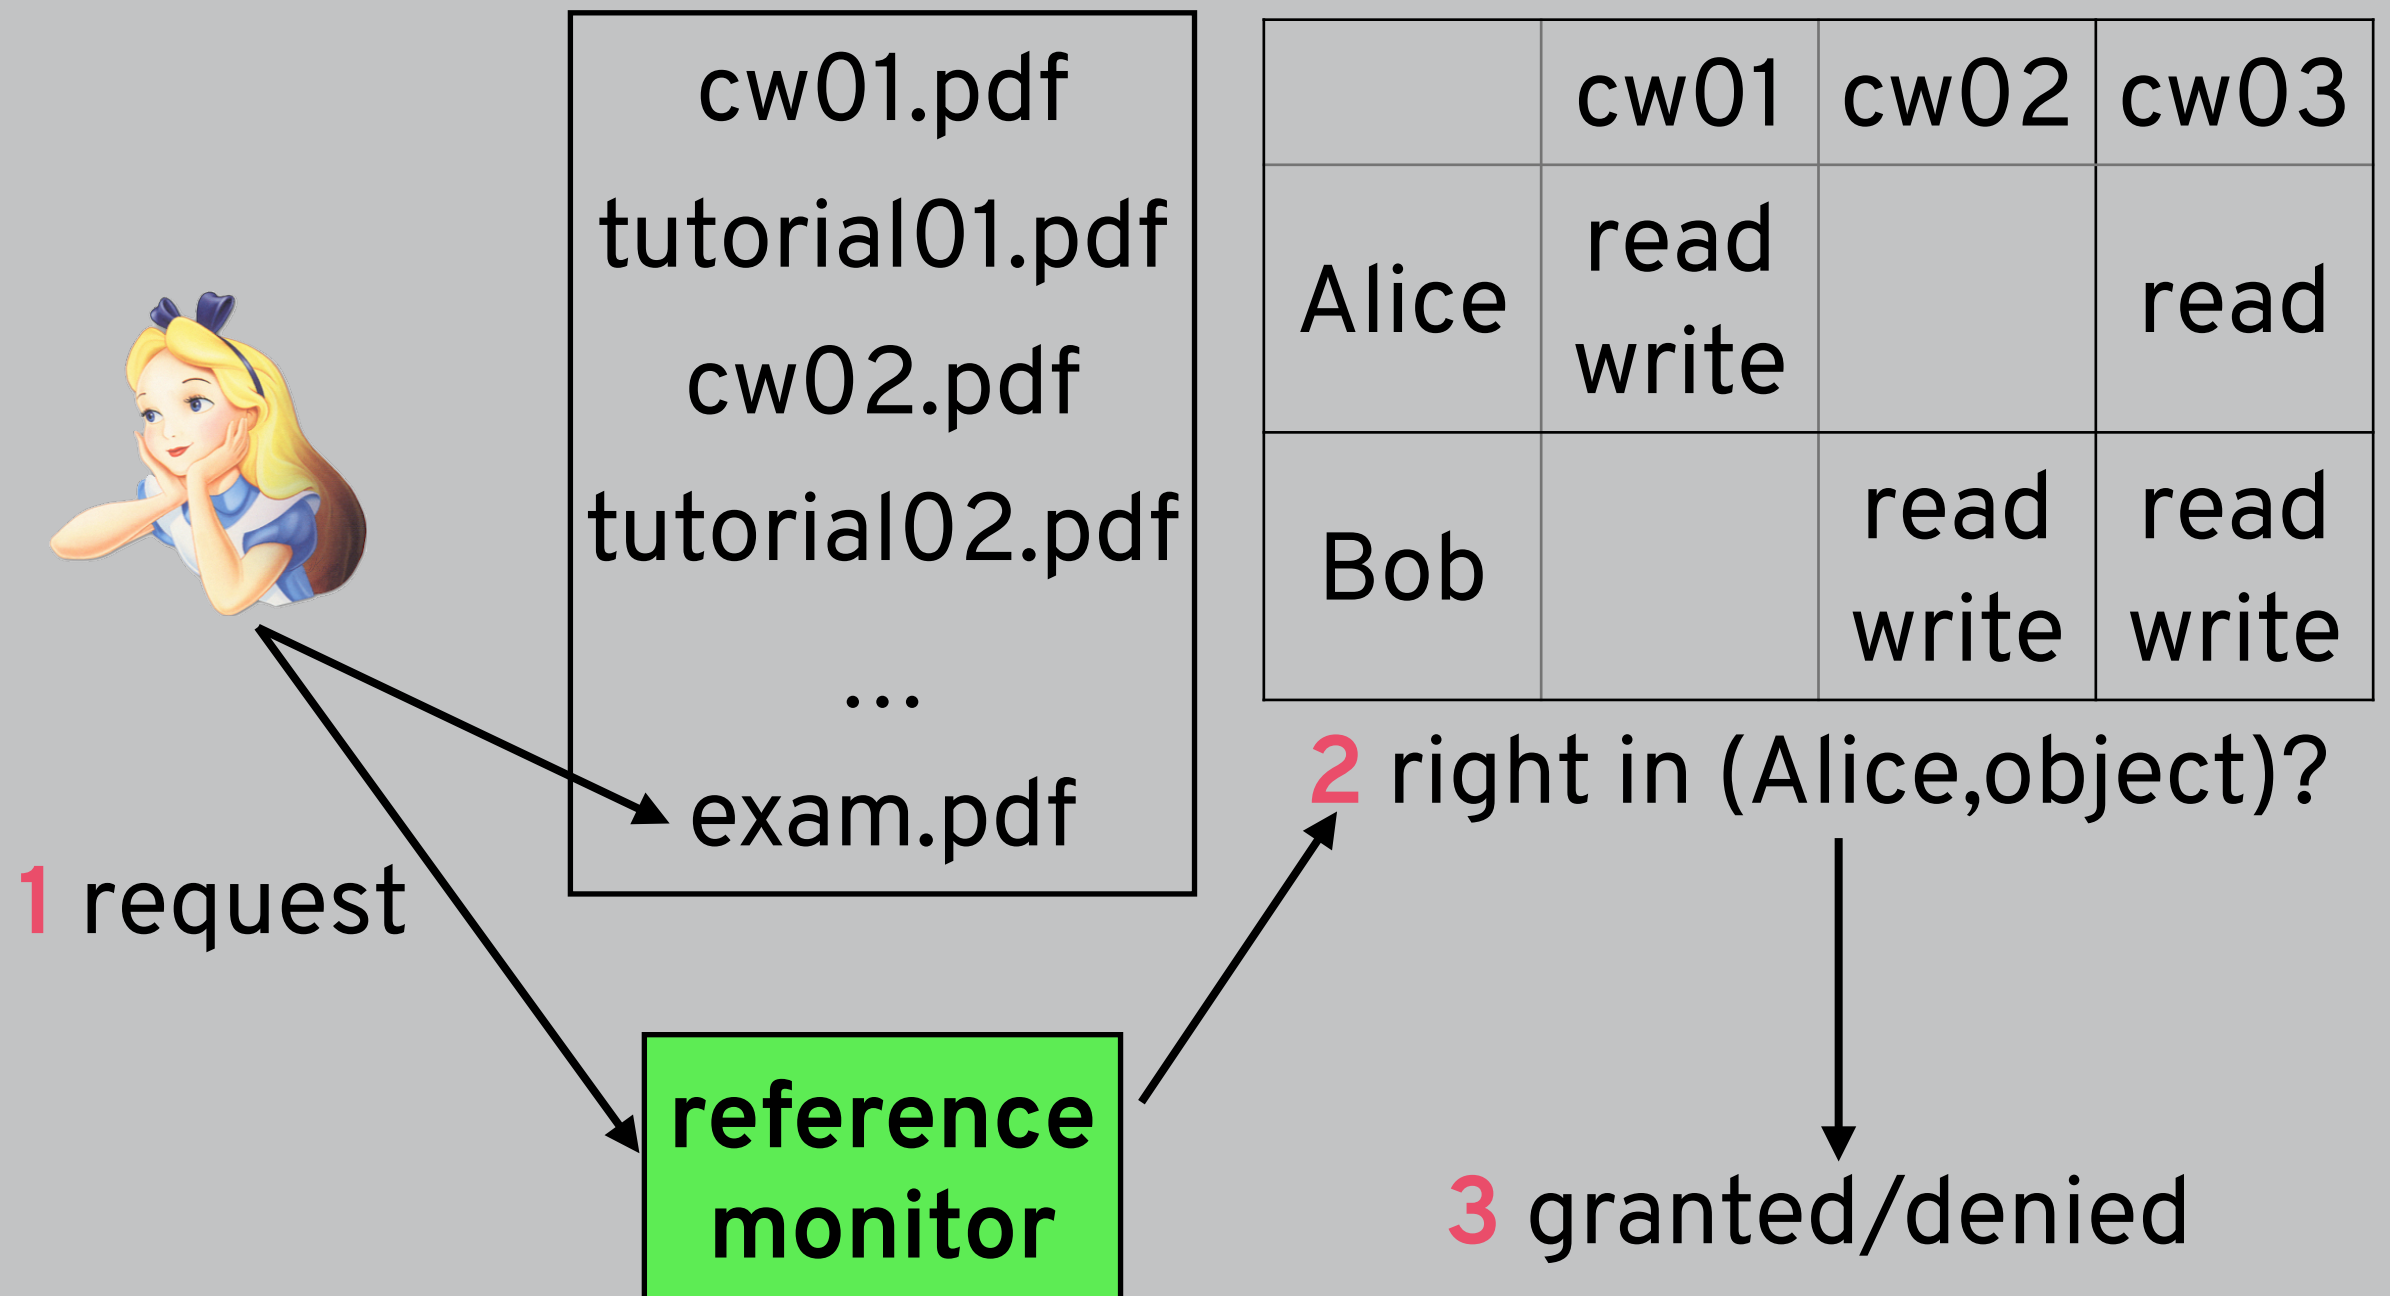 cw01.pdf
tutorial01.pdf
cw02.pdf
tutorial02.pdf
...
exam.pdf
cw01 cw02 cw03
Alice read write read
Bob read write read write
1 request
2 right in (Alice,object)?
reference
monitor
3 granted/denied